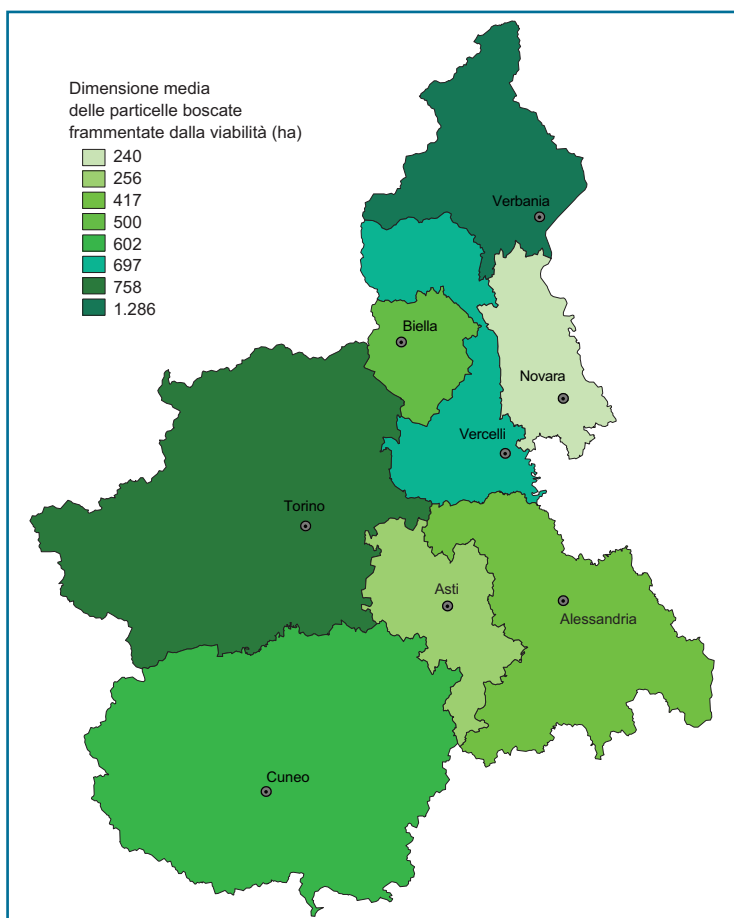 Dimensione media
delle particelle boscate
frammentate dalla viabilità (ha)
240
256
417
500
602
697
758
1.286
Verbania
Biella
Novara
Vercelli
Torino
Asti
Alessandria
Cuneo